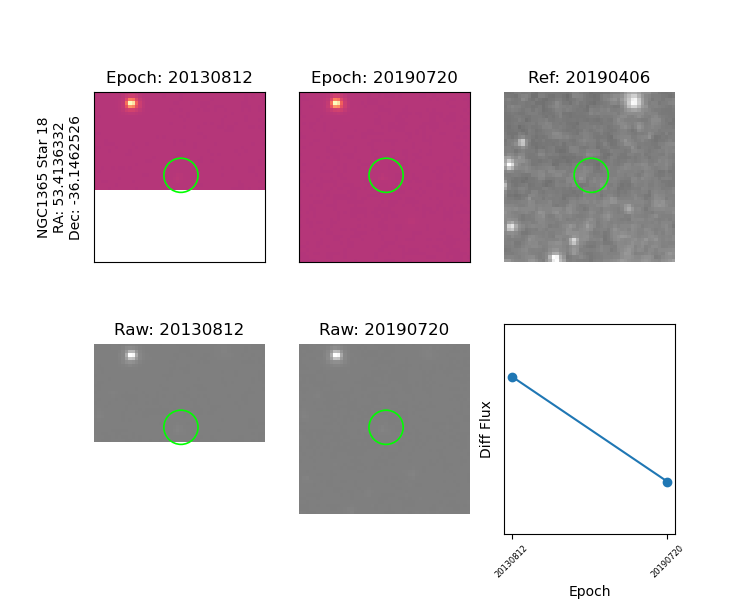 Epoch: 20130812
Epoch: 20190720
Ref: 20190406
NGC1365 Star 18
RA: 53.4136332
Dec: -36.1462526
Raw: 20130812
Raw: 20190720
Diff Flux
20130812
20190720
Epoch